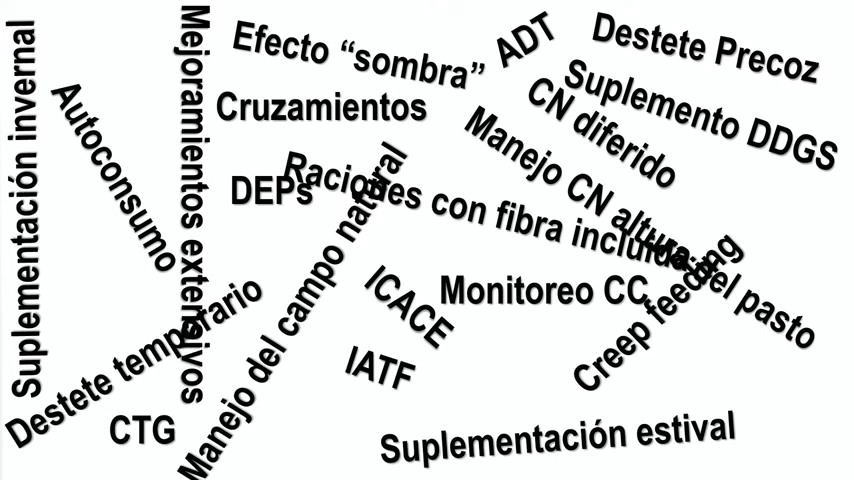 Suplementación invernal
Autoconsumo
Mejoramientos extensivos
Efecto “sombra”
ADT
Destete Precoz
Suplemento DDGS
CN diferido
Cruzamientos
Manejo CN altura del pasto
DEPs
Raciones con fibra incluida
Manejo del campo natural
Destete temporario
ICACE
Monitoreo CC
Creep feeding
IATF
CTG
Suplementación estival